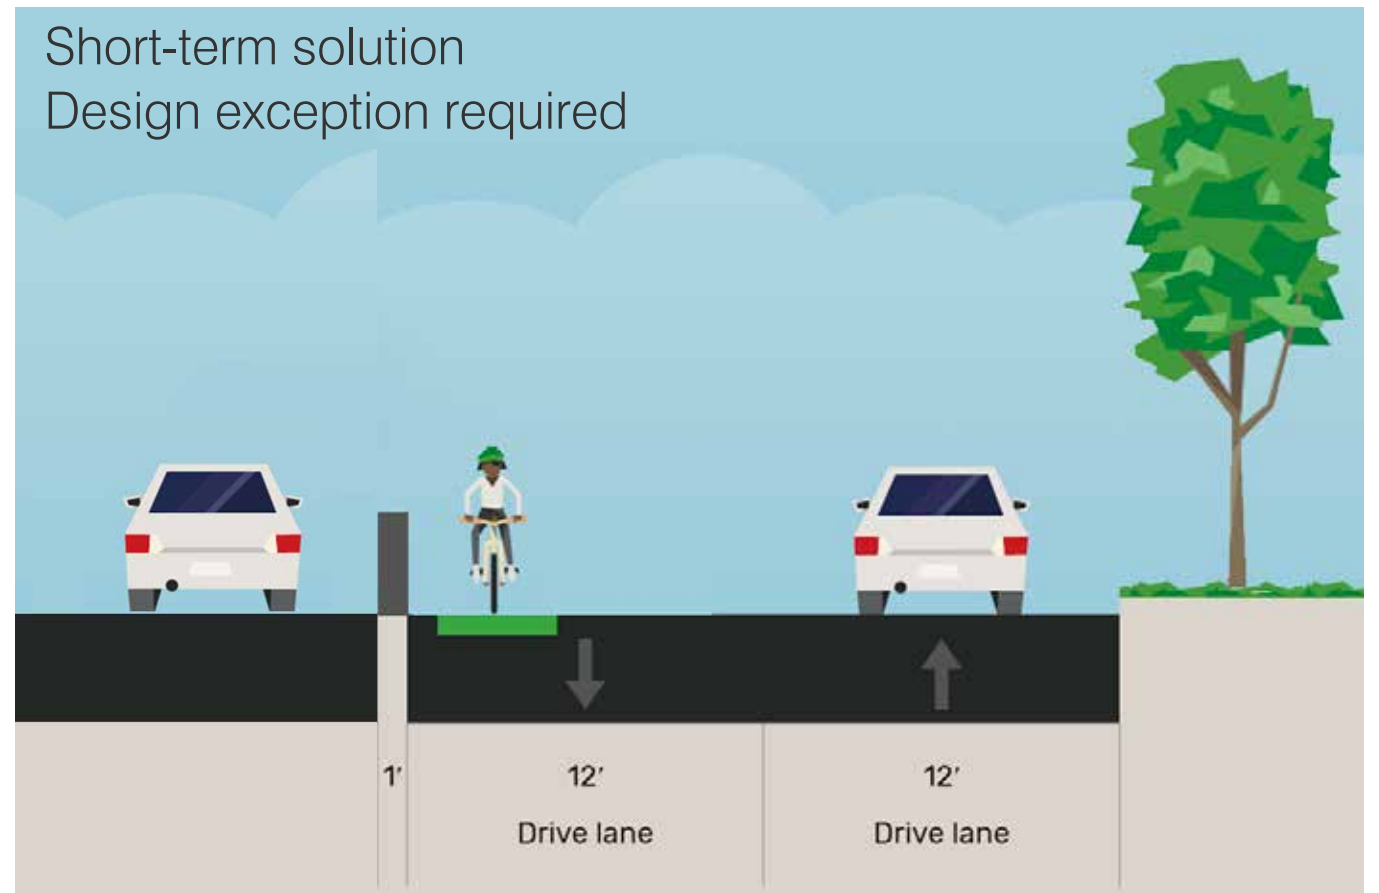 Short-term solution
Design exception required
1′ 12′ 12′
Drive lane Drive lane